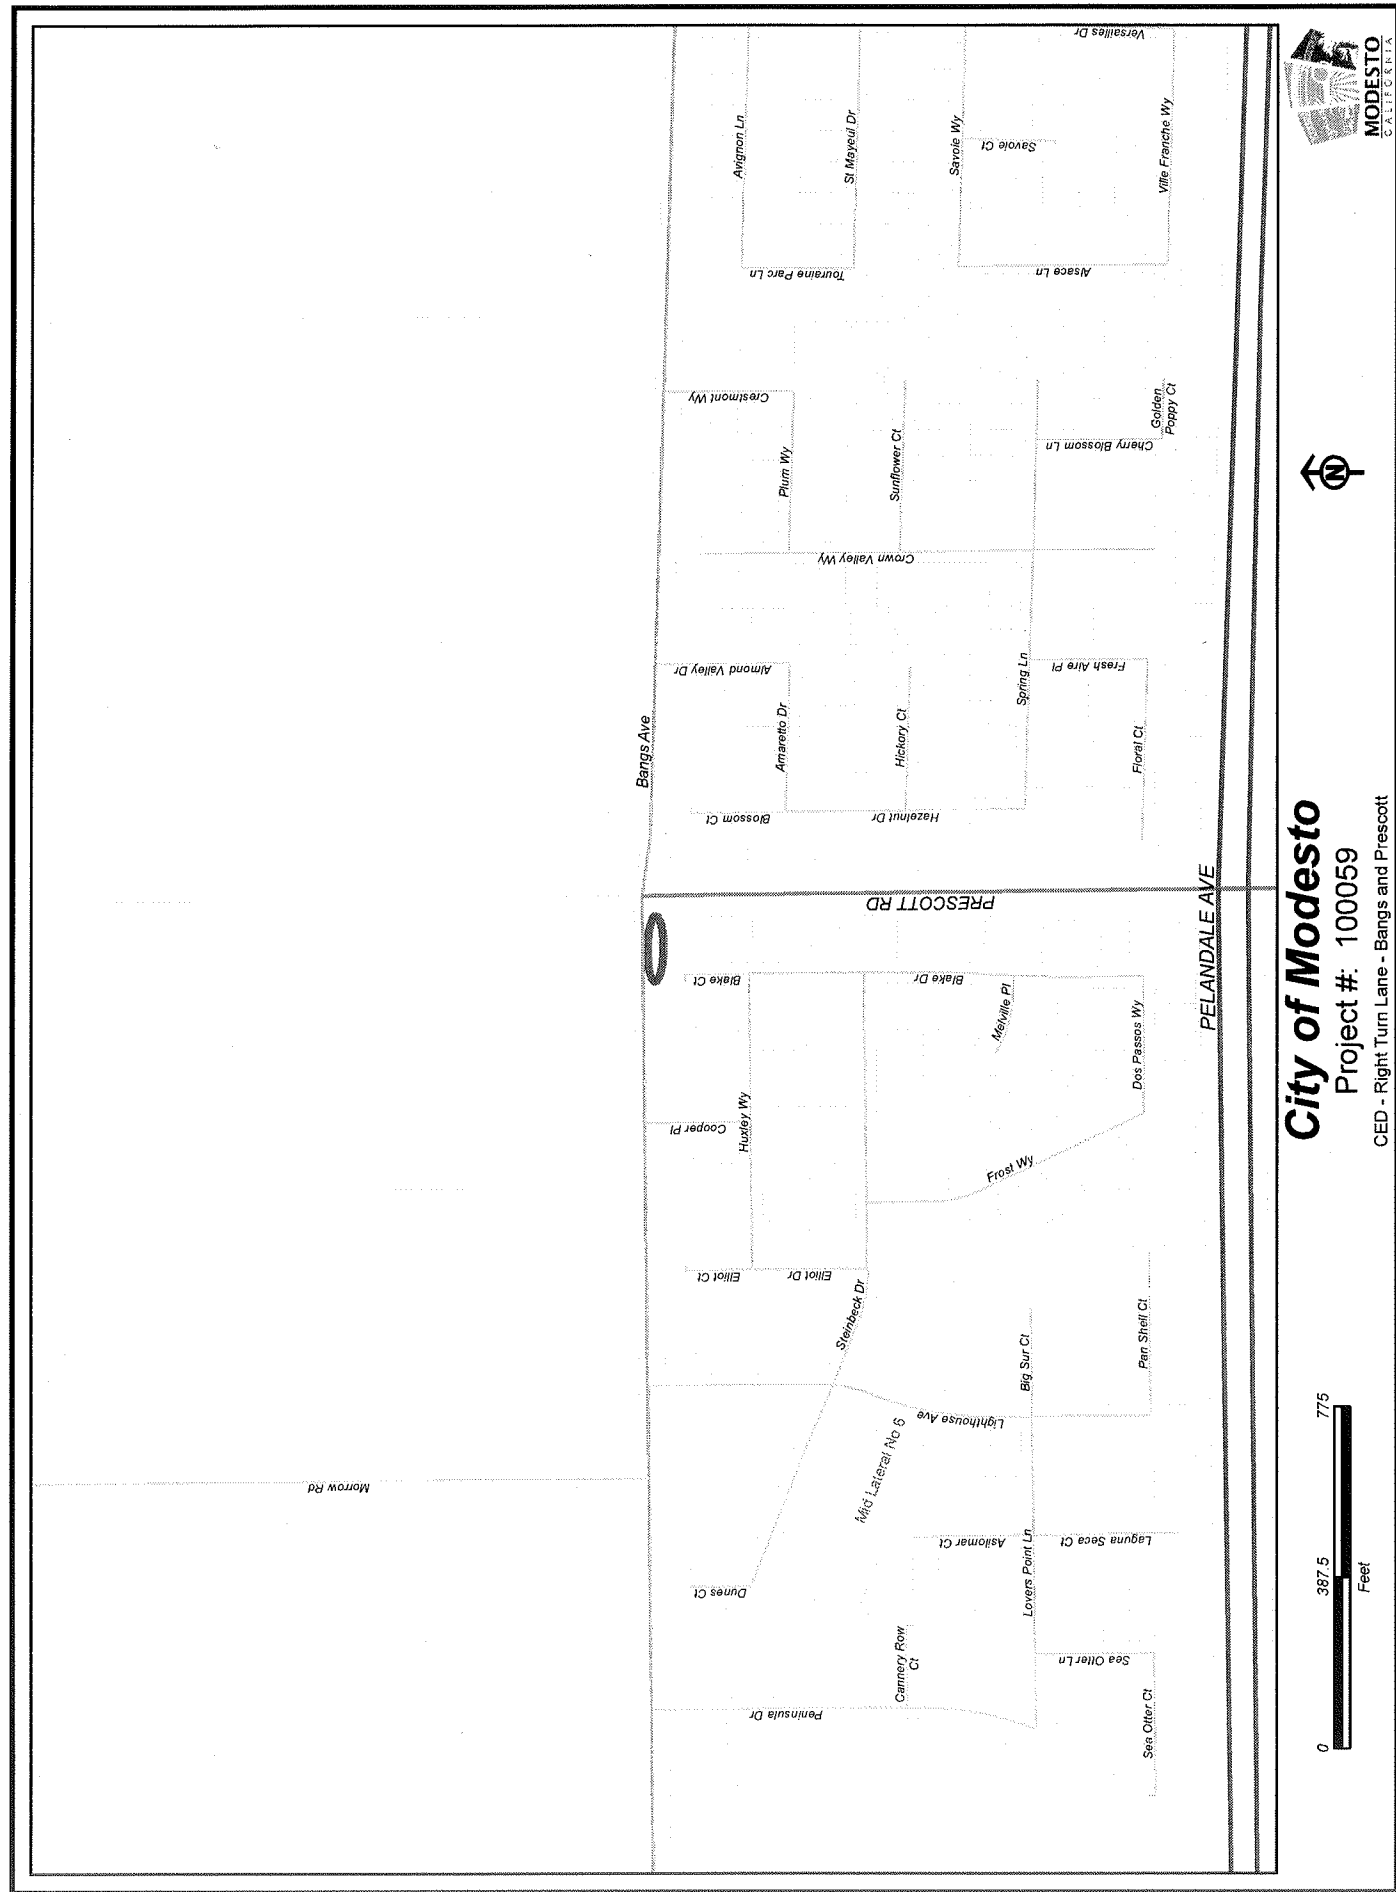 Morrow Rd
Bangs Ave
Avignon Ln
Touraine Parc Ln
St Mayeul Dr
Savoie Wy
Savoie Ct
Alsace Ln
Ville Franche Wy
Versailles Dr
Crestmont Wy
Plum Wy
Sunflower Ct
Crown Valley Wy
Cherry Blossom Ln
Golden
Poppy Ct
Almond Valley Dr
Amaretto Dr
Blossom Ct
Hickory Ct
Hazelnut Dr
Spring Ln
Fresh Aire Pl
Floral Ct
PRESCOTT RD
PELANDALE AVE
Blake Ct
Blake Dr
Melville Pl
Dos Passos Wy
Cooper Pl
Huxley Wy
Frost Wy
Eliot Ct
Eliot Dr
Steinbeck Dr
Big Sur Ct
Pan Shell Ct
Lighthouse Ave
Mid Lateral No 6
Asilomar Ct
Laguna Seca Ct
Lovers Point Ln
Dunes Ct
Cannery Row
Ct
Peninsula Dr
Sea Otter Ln
Sea Otter Ct
0 387.5 775
Feet
City of Modesto
Project #: 100059
CED - Right Turn Lane - Bangs and Prescott
N
MODESTO
CALIFORNIA